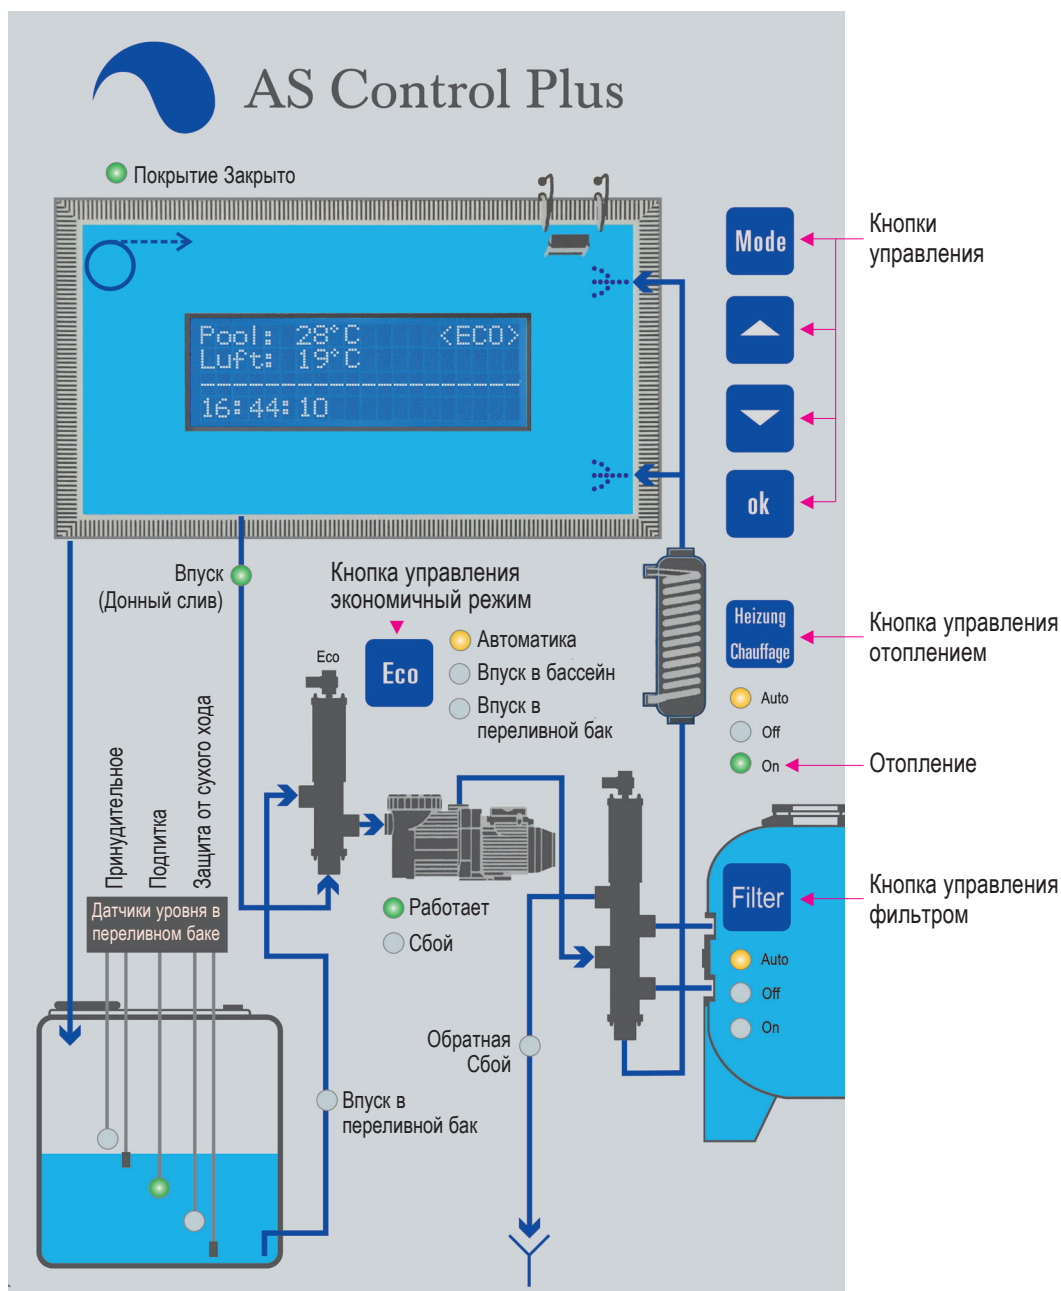 AS Control Plus
Покрытие Закрыто
Pool: 28°C <ECO>
Luft: 19°C
16:44:10
Mode
Кнопки
управления
ok
Впуск
(Донный слив)
Кнопка управления
экономичный режим
Eco
Eco
Автоматика
Впуск в бассейн
Впуск в
переливной бак
Heizung
Chauffage
Кнопка управления
отоплением
Auto
Off
On
Отопление
Принудительное
Подпитка
Защита от сухого хода
Датчики уровня в
переливном баке
Работает
Сбой
Filter
Кнопка управления
фильтром
Auto
Off
On
Обратная
Сбой
Впуск в
переливной бак